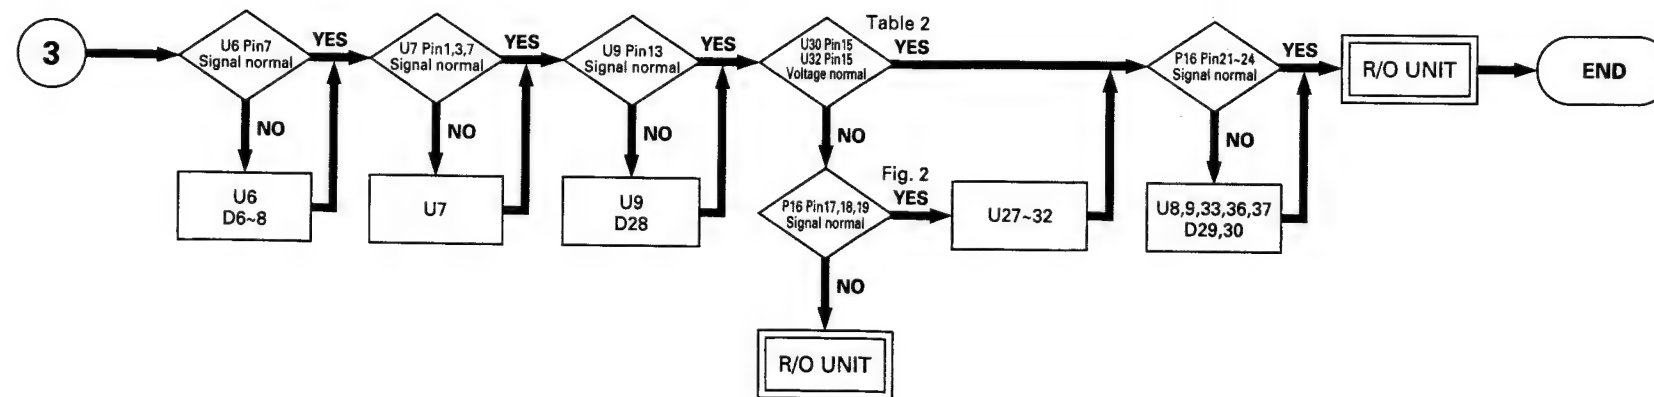 3
U6 Pin7
Signal normal
YES
NO
U6
D6~8
U7 Pin1,3,7
Signal normal
YES
NO
U7
U9 Pin13
Signal normal
YES
NO
U9
D28
Table 2
U30 Pin15
U32 Pin15
Voltage normal
YES
NO
Fig. 2
P16 Pin17,18,19
Signal normal
YES
U27~32
NO
R/O UNIT
P16 Pin21~24
Signal normal
YES
NO
U8,9,33,36,37
D29,30
R/O UNIT
END